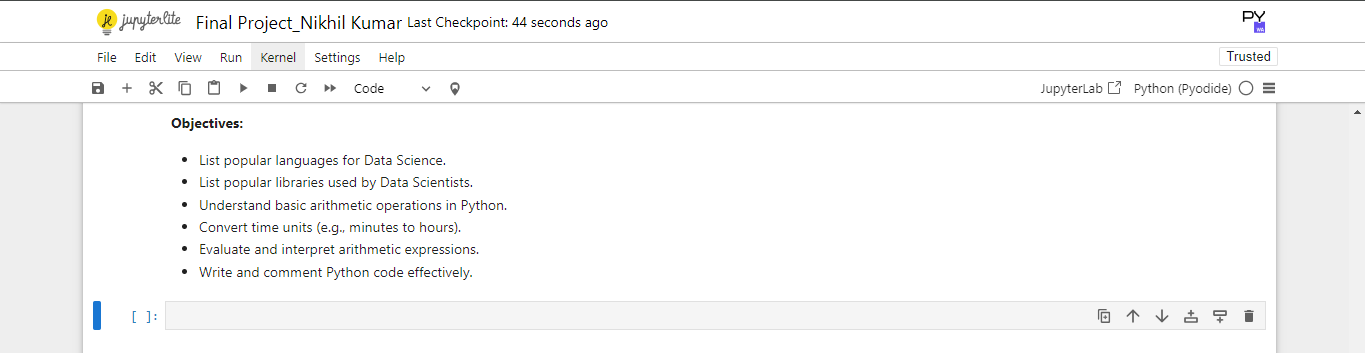 jupyterlite Final Project_Nikhil Kumar Last Checkpoint: 44 seconds ago PY
File Edit View Run Kernel Settings Help Trusted
Code JupyterLab Python (Pyodide)
Objectives:
• List popular languages for Data Science.
• List popular libraries used by Data Scientists.
• Understand basic arithmetic operations in Python.
• Convert time units (e.g., minutes to hours).
• Evaluate and interpret arithmetic expressions.
• Write and comment Python code effectively.
[ ]: